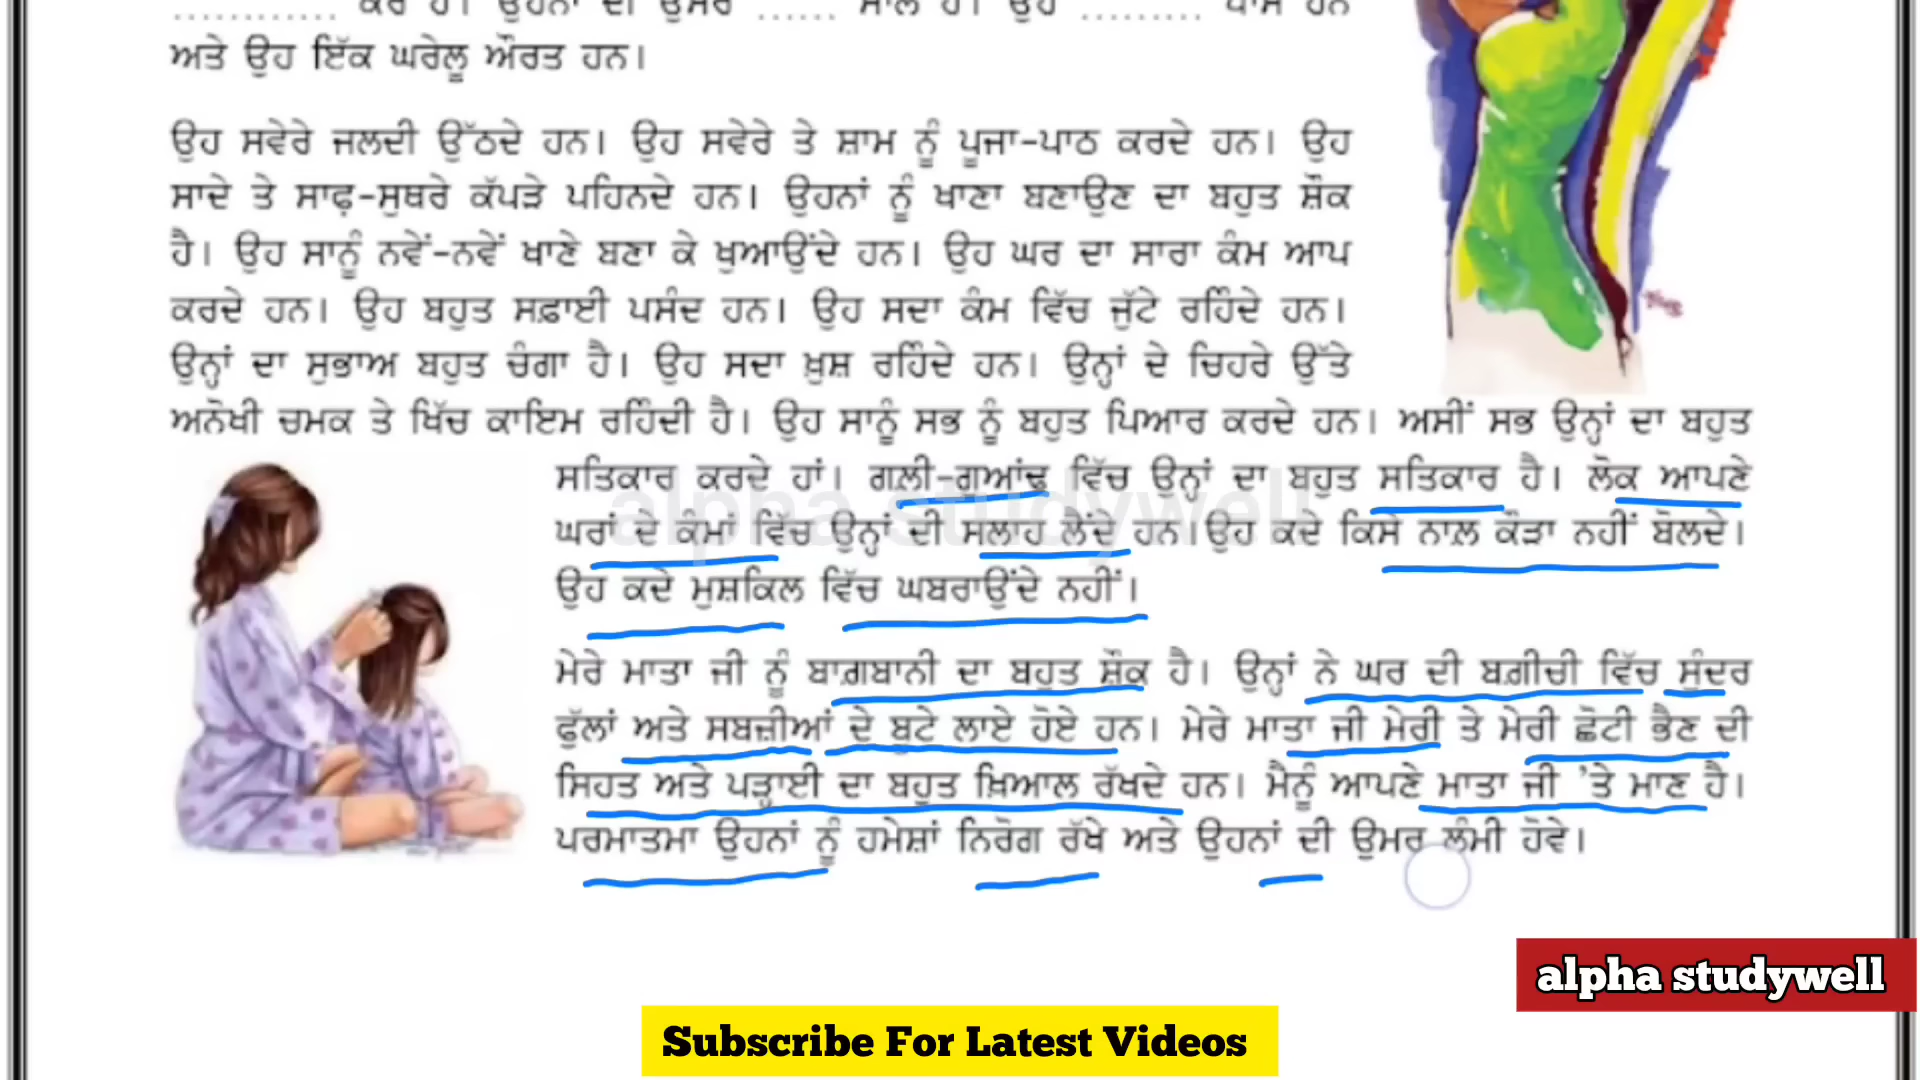 ............ ਕੌਰ ਹੈ। ਉਹਨਾਂ ਦੀ ਉਮਰ ...... ਸਾਲ ਹੈ। ਉਹ ......... ਪਾਸ ਹਨ
ਅਤੇ ਉਹ ਇੱਕ ਘਰੇਲੂ ਔਰਤ ਹਨ।
ਉਹ ਸਵੇਰੇ ਜਲਦੀ ਉੱਠਦੇ ਹਨ। ਉਹ ਸਵੇਰੇ ਤੇ ਸ਼ਾਮ ਨੂੰ ਪੂਜਾ-ਪਾਠ ਕਰਦੇ ਹਨ। ਉਹ
ਸਾਦੇ ਤੇ ਸਾਫ਼-ਸੁਥਰੇ ਕੱਪੜੇ ਪਹਿਨਦੇ ਹਨ। ਉਹਨਾਂ ਨੂੰ ਖਾਣਾ ਬਣਾਉਣ ਦਾ ਬਹੁਤ ਸ਼ੌਕ
ਹੈ। ਉਹ ਸਾਨੂੰ ਨਵੇਂ-ਨਵੇਂ ਖਾਣੇ ਬਣਾ ਕੇ ਖੁਆਉਂਦੇ ਹਨ। ਉਹ ਘਰ ਦਾ ਸਾਰਾ ਕੰਮ ਆਪ
ਕਰਦੇ ਹਨ। ਉਹ ਬਹੁਤ ਸਫ਼ਾਈ ਪਸੰਦ ਹਨ। ਉਹ ਸਦਾ ਕੰਮ ਵਿੱਚ ਜੁੱਟੇ ਰਹਿੰਦੇ ਹਨ।
ਉਨ੍ਹਾਂ ਦਾ ਸੁਭਾਅ ਬਹੁਤ ਚੰਗਾ ਹੈ। ਉਹ ਸਦਾ ਖ਼ੁਸ਼ ਰਹਿੰਦੇ ਹਨ। ਉਨ੍ਹਾਂ ਦੇ ਚਿਹਰੇ ਉੱਤੇ
ਅਨੋਖੀ ਚਮਕ ਤੇ ਖਿੱਚ ਕਾਇਮ ਰਹਿੰਦੀ ਹੈ। ਉਹ ਸਾਨੂੰ ਸਭ ਨੂੰ ਬਹੁਤ ਪਿਆਰ ਕਰਦੇ ਹਨ। ਅਸੀਂ ਸਭ ਉਨ੍ਹਾਂ ਦਾ ਬਹੁਤ
ਸਤਿਕਾਰ ਕਰਦੇ ਹਾਂ। ਗਲੀ-ਗੁਆਂਢ ਵਿੱਚ ਉਨ੍ਹਾਂ ਦਾ ਬਹੁਤ ਸਤਿਕਾਰ ਹੈ। ਲੋਕ ਆਪਣੇ
ਘਰਾਂ ਦੇ ਕੰਮਾਂ ਵਿੱਚ ਉਨ੍ਹਾਂ ਦੀ ਸਲਾਹ ਲੈਂਦੇ ਹਨ।ਉਹ ਕਦੇ ਕਿਸੇ ਨਾਲ਼ ਕੌੜਾ ਨਹੀਂ ਬੋਲਦੇ।
ਉਹ ਕਦੇ ਮੁਸ਼ਕਿਲ ਵਿੱਚ ਘਬਰਾਉਂਦੇ ਨਹੀਂ।
ਮੇਰੇ ਮਾਤਾ ਜੀ ਨੂੰ ਬਾਗ਼ਬਾਨੀ ਦਾ ਬਹੁਤ ਸ਼ੌਕ ਹੈ। ਉਨ੍ਹਾਂ ਨੇ ਘਰ ਦੀ ਬਗ਼ੀਚੀ ਵਿੱਚ ਸੁੰਦਰ
ਫੁੱਲਾਂ ਅਤੇ ਸਬਜ਼ੀਆਂ ਦੇ ਬੂਟੇ ਲਾਏ ਹੋਏ ਹਨ। ਮੇਰੇ ਮਾਤਾ ਜੀ ਮੇਰੀ ਤੇ ਮੇਰੀ ਛੋਟੀ ਭੈਣ ਦੀ
ਸਿਹਤ ਅਤੇ ਪੜ੍ਹਾਈ ਦਾ ਬਹੁਤ ਖ਼ਿਆਲ ਰੱਖਦੇ ਹਨ। ਮੈਨੂੰ ਆਪਣੇ ਮਾਤਾ ਜੀ 'ਤੇ ਮਾਣ ਹੈ।
ਪਰਮਾਤਮਾ ਉਹਨਾਂ ਨੂੰ ਹਮੇਸ਼ਾਂ ਨਿਰੋਗ ਰੱਖੇ ਅਤੇ ਉਹਨਾਂ ਦੀ ਉਮਰ ਲੰਮੀ ਹੋਵੇ।
alpha studywell
alpha studywell
Subscribe For Latest Videos